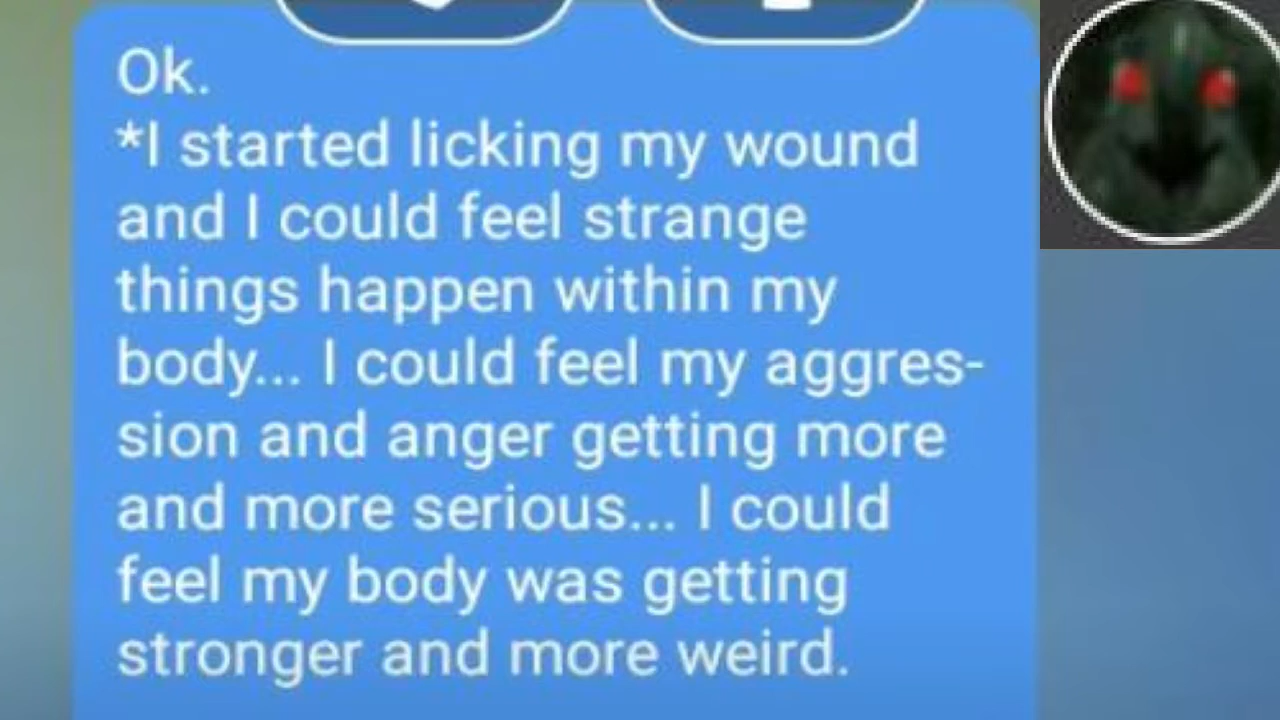 Ok.
*I started licking my wound
and I could feel strange
things happen within my
body... I could feel my aggres-
sion and anger getting more
and more serious... I could
feel my body was getting
stronger and more weird.